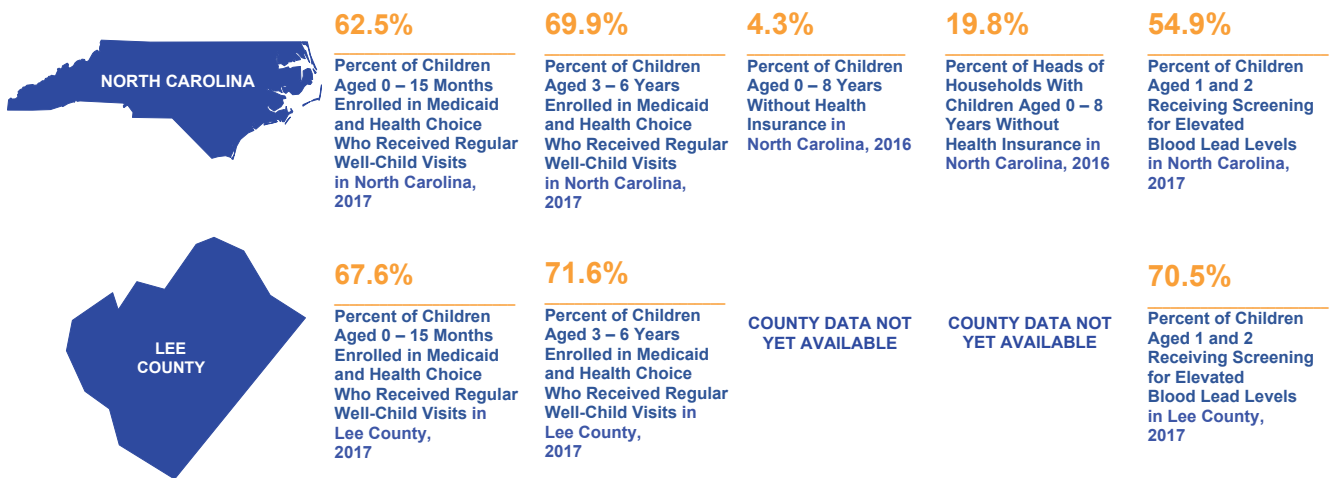 NORTH CAROLINA
62.5%
Percent of Children
Aged 0 – 15 Months
Enrolled in Medicaid
and Health Choice
Who Received Regular
Well-Child Visits
in North Carolina,
2017
69.9%
Percent of Children
Aged 3 – 6 Years
Enrolled in Medicaid
and Health Choice
Who Received Regular
Well-Child Visits
in North Carolina,
2017
4.3%
Percent of Children
Aged 0 – 8 Years
Without Health
Insurance in
North Carolina, 2016
19.8%
Percent of Heads of
Households With
Children Aged 0 – 8
Years Without
Health Insurance in
North Carolina, 2016
54.9%
Percent of Children
Aged 1 and 2
Receiving Screening
for Elevated
Blood Lead Levels
in North Carolina,
2017
LEE
COUNTY
67.6%
Percent of Children
Aged 0 – 15 Months
Enrolled in Medicaid
and Health Choice
Who Received Regular
Well-Child Visits in
Lee County,
2017
71.6%
Percent of Children
Aged 3 – 6 Years
Enrolled in Medicaid
and Health Choice
Who Received Regular
Well-Child Visits in
Lee County,
2017
COUNTY DATA NOT
YET AVAILABLE
COUNTY DATA NOT
YET AVAILABLE
70.5%
Percent of Children
Aged 1 and 2
Receiving Screening
for Elevated
Blood Lead Levels
in Lee County,
2017